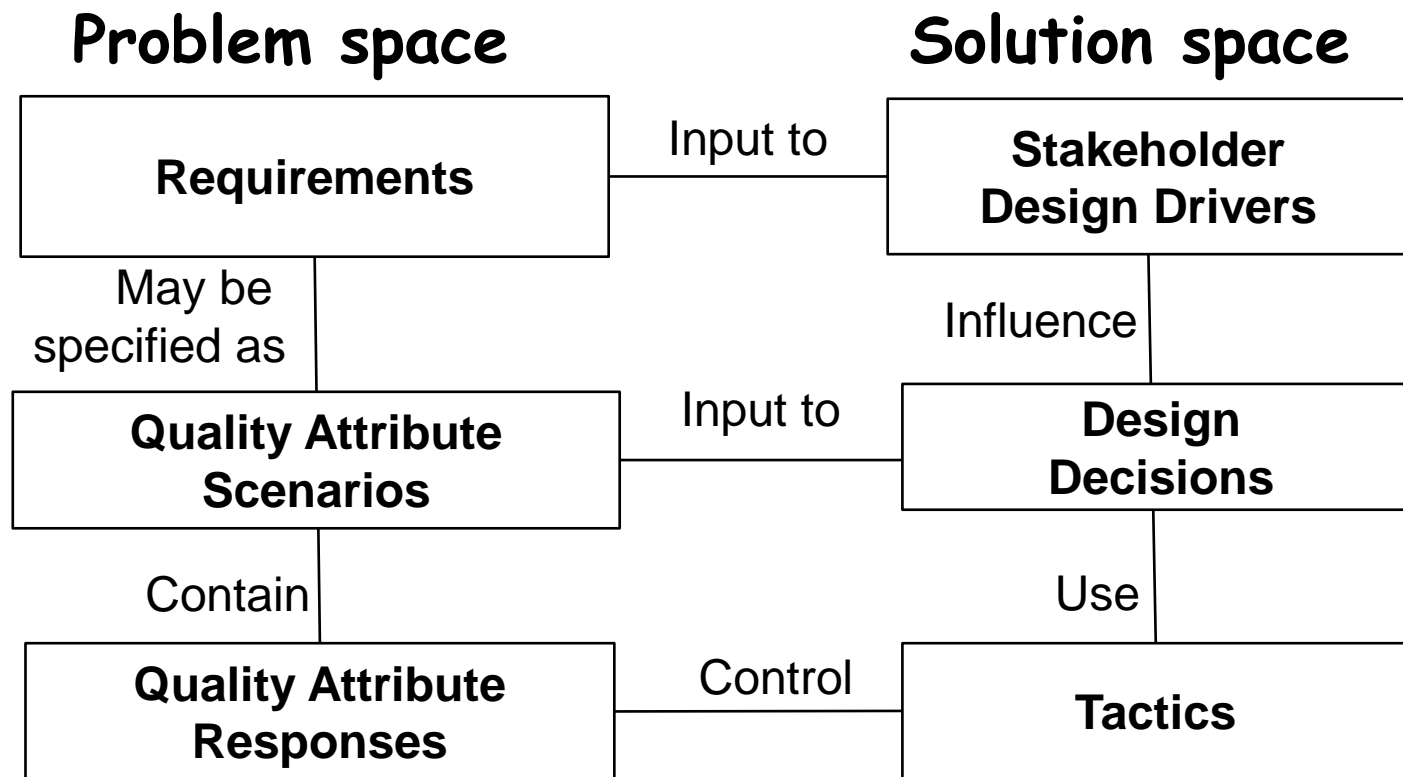 Problem space
Solution space
Requirements
Input to
Stakeholder
Design Drivers
May be
specified as
Influence
Quality Attribute
Scenarios
Input to
Design
Decisions
Contain
Use
Quality Attribute
Responses
Control
Tactics